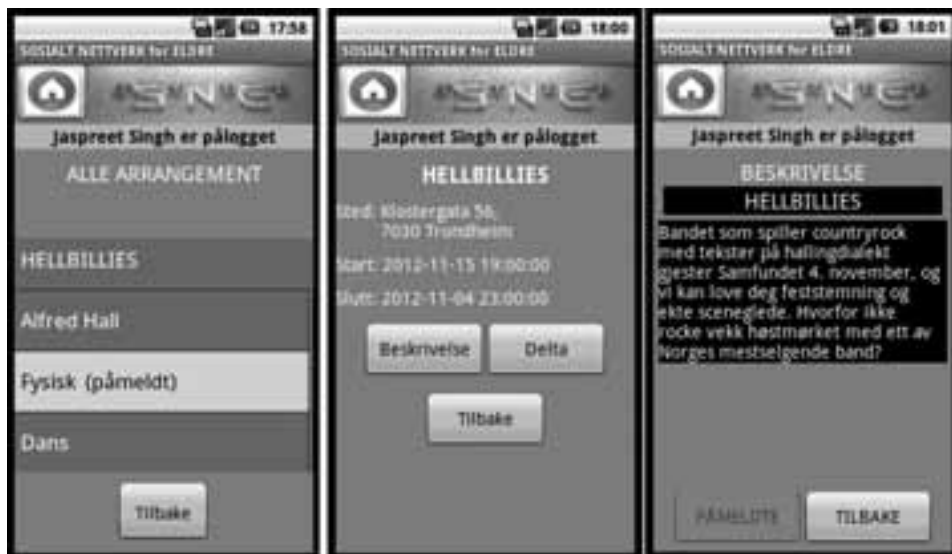 17:58
SOSIALT NETTVERK for ELDRE
S N E
Jaspreet Singh er pålogget
ALLE ARRANGEMENT
HELLBILLIES
Alfred Hall
Fysisk (påmeldt)
Dans
Tilbake
18:00
SOSIALT NETTVERK for ELDRE
S N E
Jaspreet Singh er pålogget
HELLBILLIES
Sted: Klostergata 56,
7030 Trondheim
Start: 2012-11-15 19:00:00
Slutt: 2012-11-04 23:00:00
Beskrivelse
Delta
Tilbake
18:01
SOSIALT NETTVERK for ELDRE
S N E
Jaspreet Singh er pålogget
BESKRIVELSE
HELLBILLIES
Bandet som spiller countryrock
med tekster på hallingdialekt
gjester Samfundet 4. november, og
vi kan love deg feststemning og
ekte sceneglede. Hvorfor ikke
rocke vekk høstmørket med ett av
Norges mestselgende band?
PÅMELDTE
TILBAKE